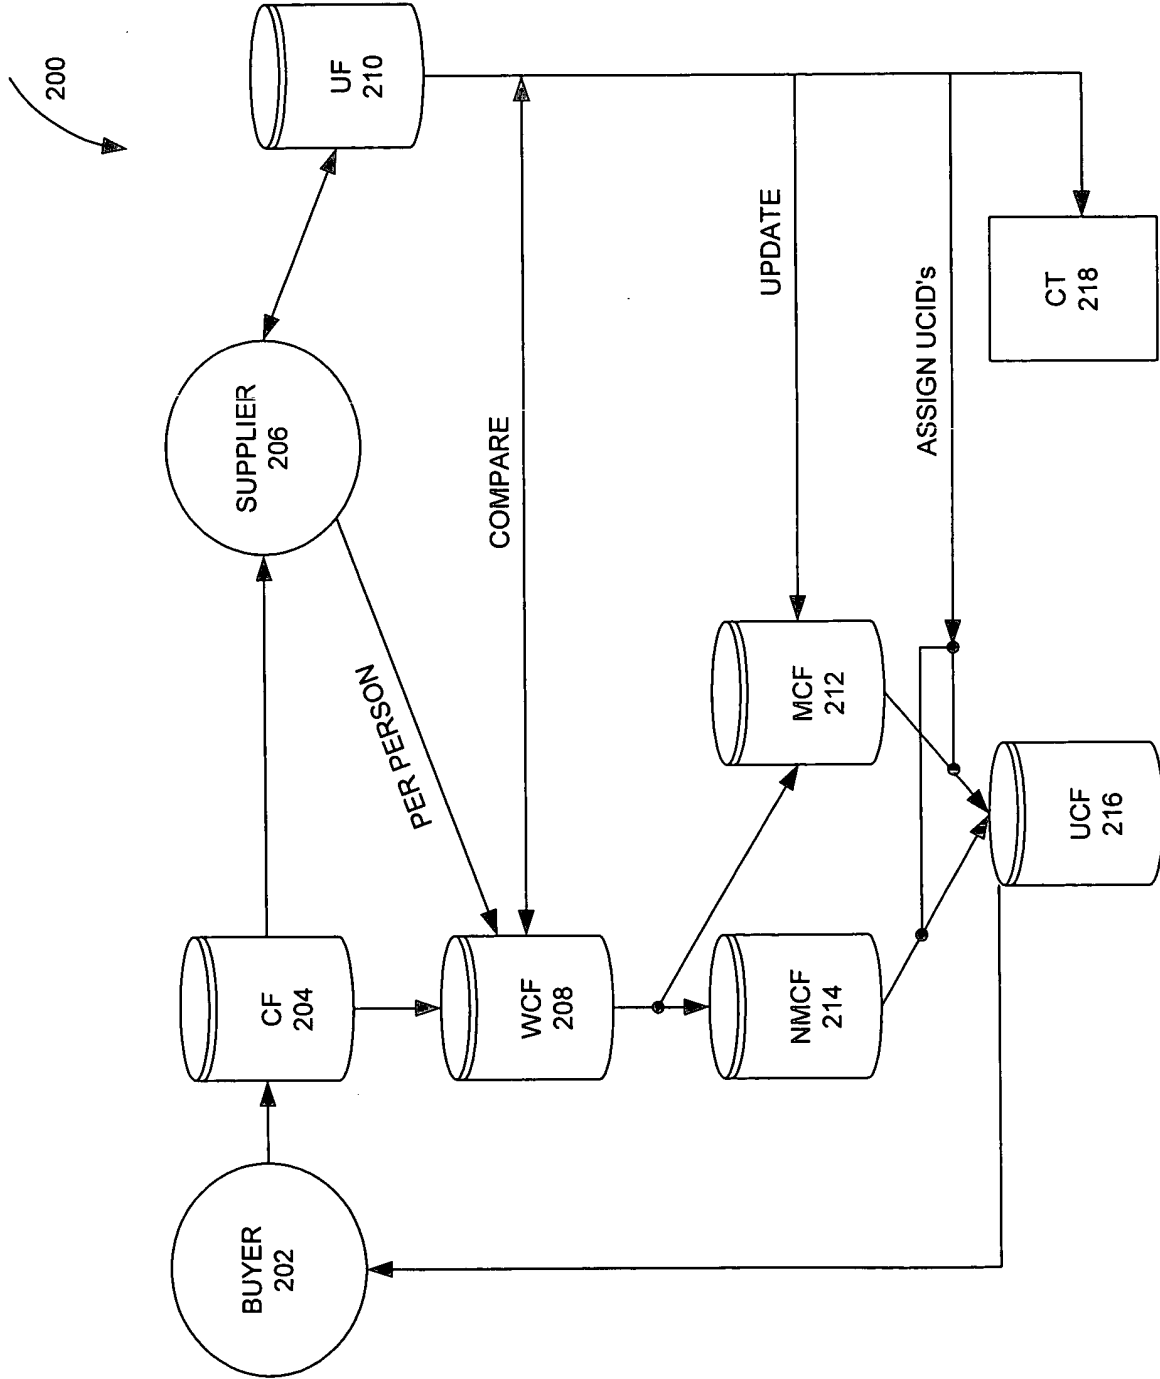 200
BUYER
202
CF
204
SUPPLIER
206
UF
210
PER PERSON
COMPARE
WCF
208
UPDATE
MCF
212
NMCF
214
ASSIGN UCID's
UCF
216
CT
218